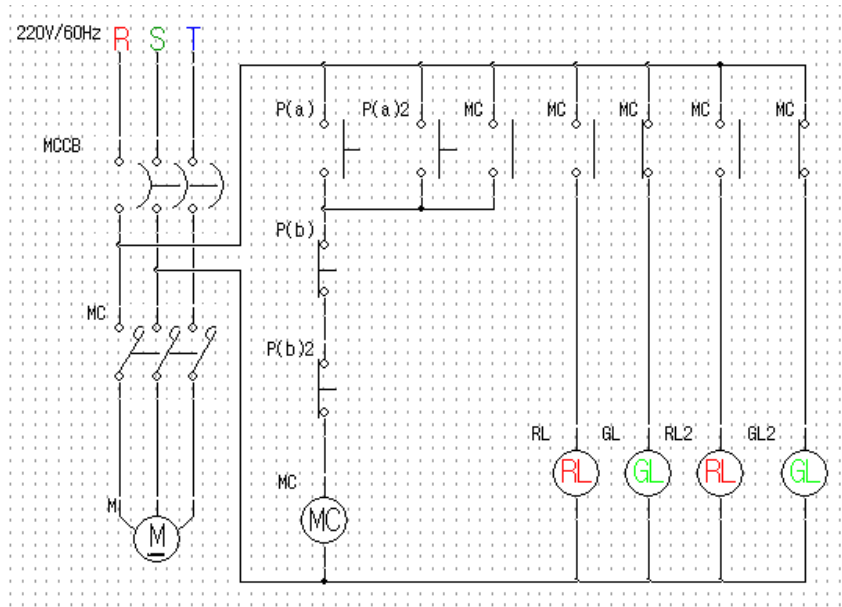 220V/60Hz R S T
P(a) P(a)2 MC MC MC MC MC
MCCB
P(b)
MC
P(b)2
RL GL RL2 GL2
RL GL RL GL
MC
M
MC
M